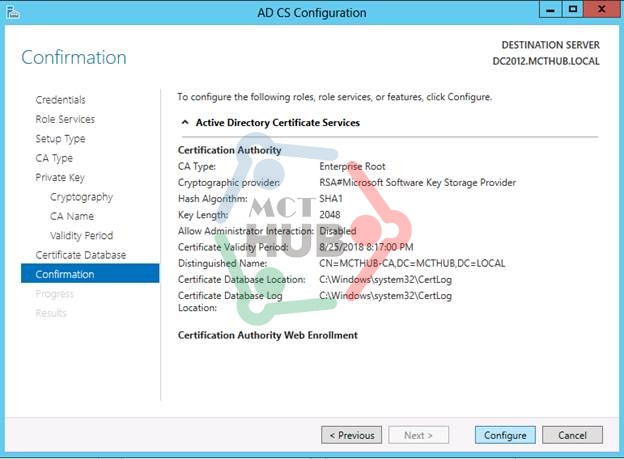 AD CS Configuration
Confirmation
DESTINATION SERVER
DC2012.MCTHUB.LOCAL
Credentials
Role Services
Setup Type
CA Type
Private Key
Cryptography
CA Name
Validity Period
Certificate Database
Confirmation
Progress
Results
To configure the following roles, role services, or features, click Configure.
Active Directory Certificate Services
Certification Authority
CA Type: Enterprise Root
Cryptographic provider: RSA#Microsoft Software Key Storage Provider
Hash Algorithm: SHA1
Key Length: 2048
Allow Administrator Interaction: Disabled
Certificate Validity Period: 8/25/2018 8:17:00 PM
Distinguished Name: CN=MCTHUB-CA,DC=MCTHUB,DC=LOCAL
Certificate Database Location: C:\Windows\system32\CertLog
Certificate Database Log C:\Windows\system32\CertLog
Location:
Certification Authority Web Enrollment
MCT
HUB
< Previous
Next >
Configure
Cancel